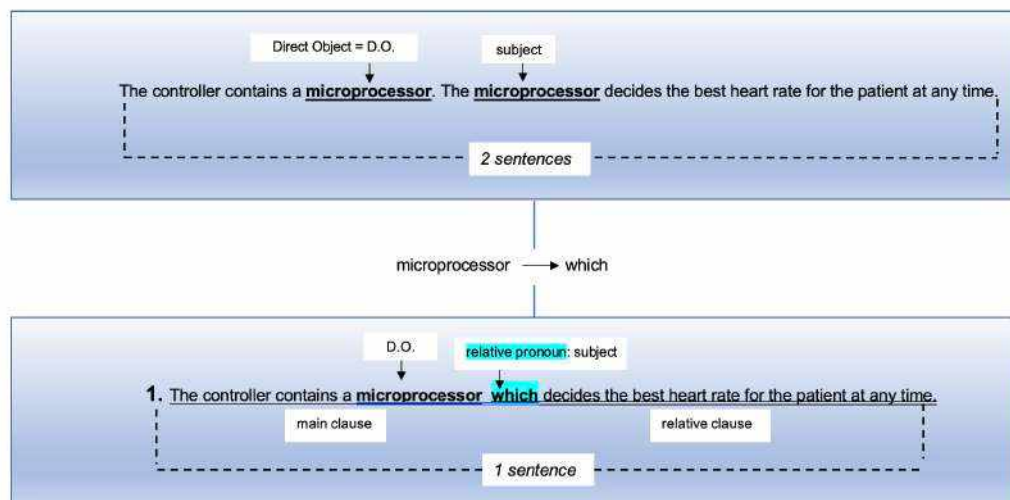 Direct Object = D.O.
subject
The controller contains a microprocessor. The microprocessor decides the best heart rate for the patient at any time.
2 sentences
microprocessor → which
D.O.
relative pronoun: subject
1. The controller contains a microprocessor which decides the best heart rate for the patient at any time.
main clause
relative clause
1 sentence